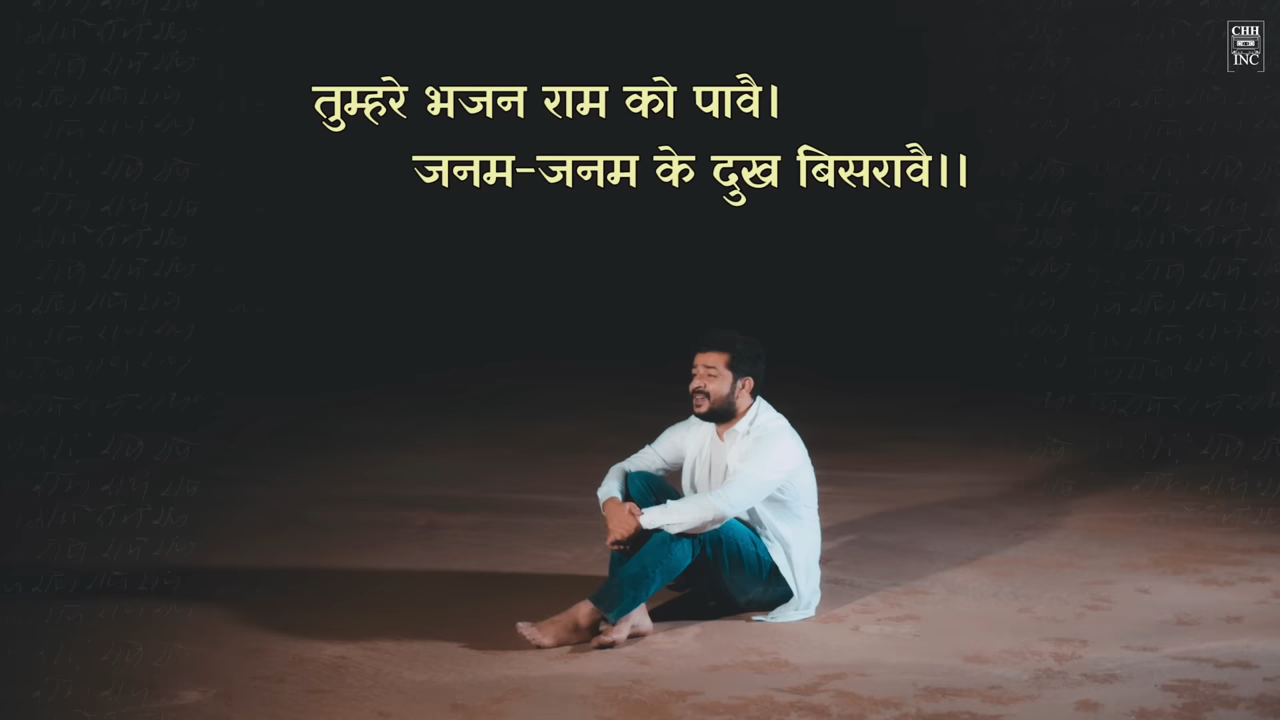 तुम्हरे भजन राम को पावै।
जनम-जनम के दुख बिसरावै।।
CHH
INC